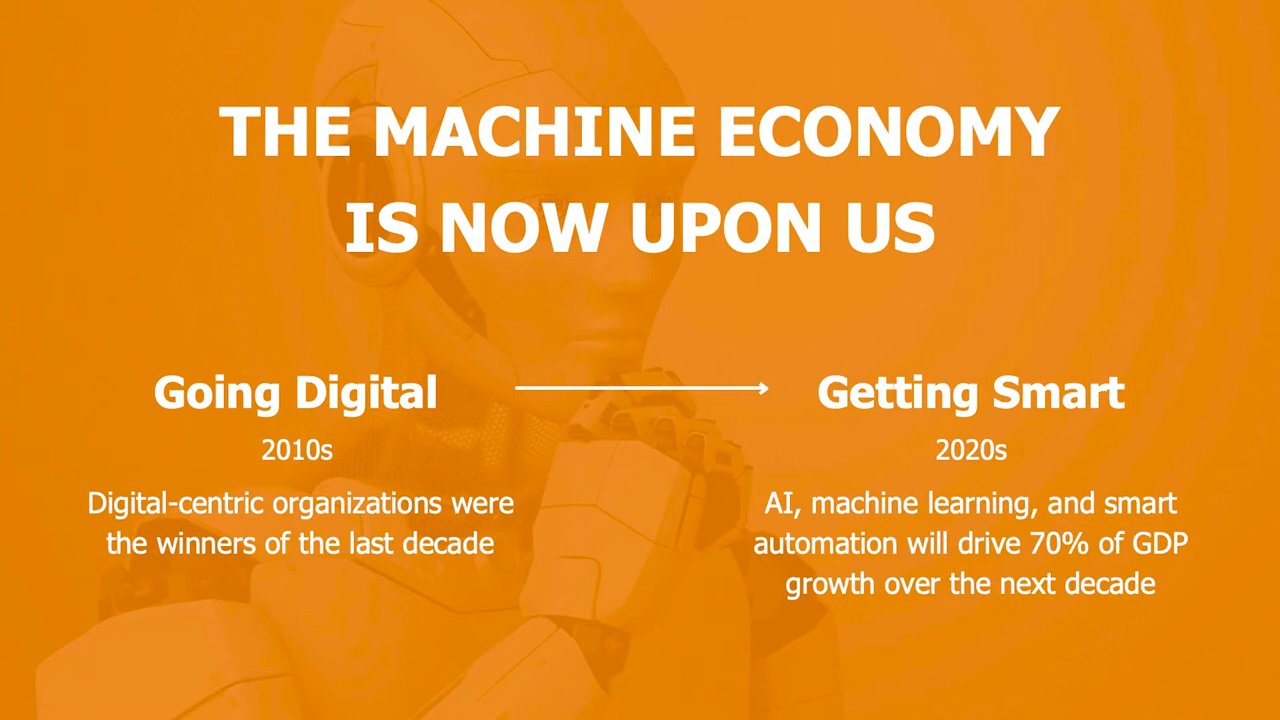 THE MACHINE ECONOMY
IS NOW UPON US
Going Digital
2010s
Digital-centric organizations were
the winners of the last decade
Getting Smart
2020s
AI, machine learning, and smart
automation will drive 70% of GDP
growth over the next decade